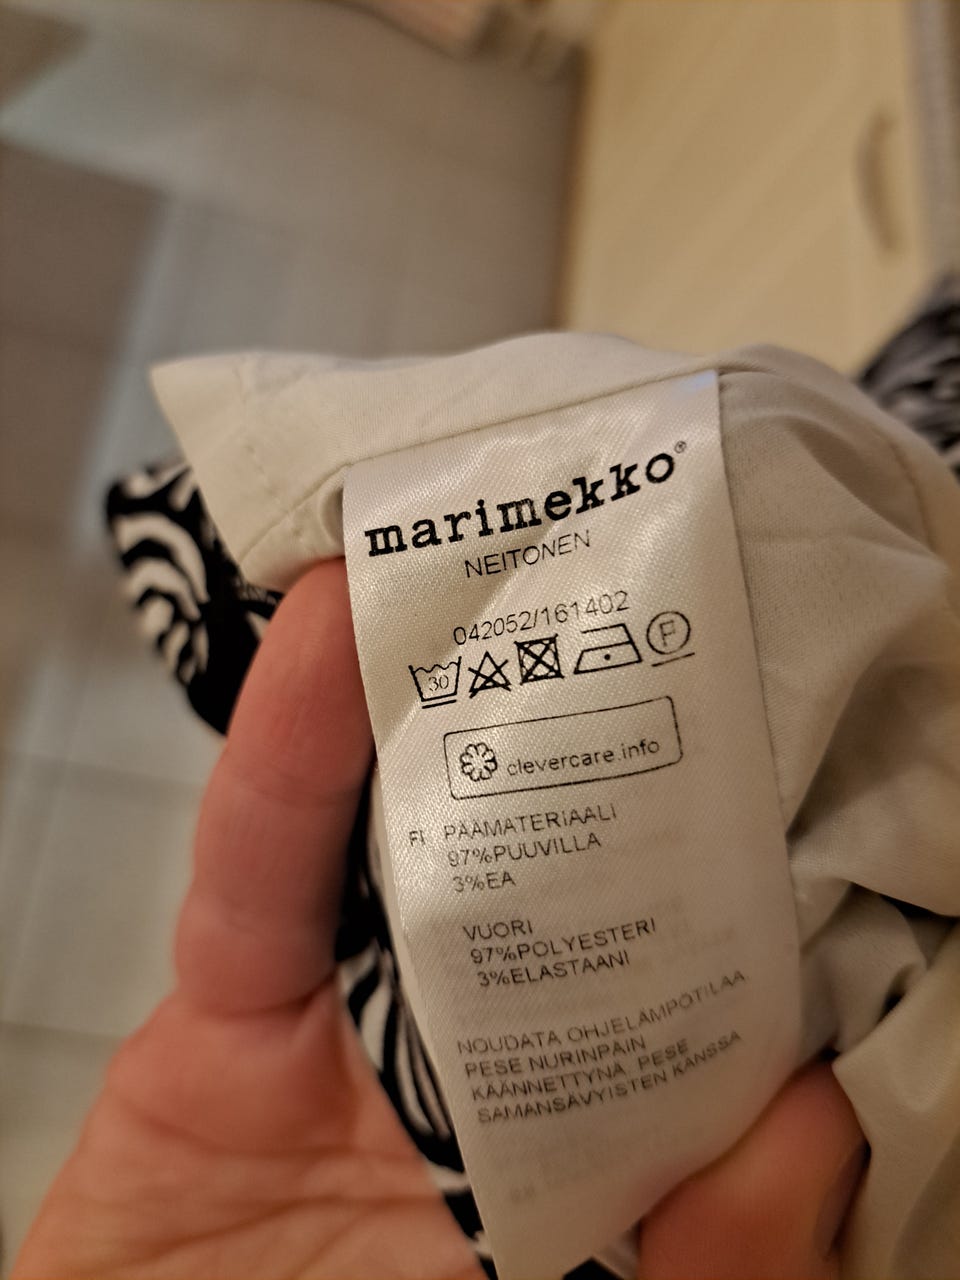 marimekko®
NEITONEN
042052/161402
30 F
clevercare.info
FI PÄÄMATERIAALI
97%PUUVILLA
3%EA
VUORI
97%POLYESTERI
3%ELASTAANI
NOUDATA OHJELÄMPÖTILAA
PESE NURINPÄIN
KÄÄNNETTYNÄ. PESE
SAMANSÄVYISTEN KANSSA